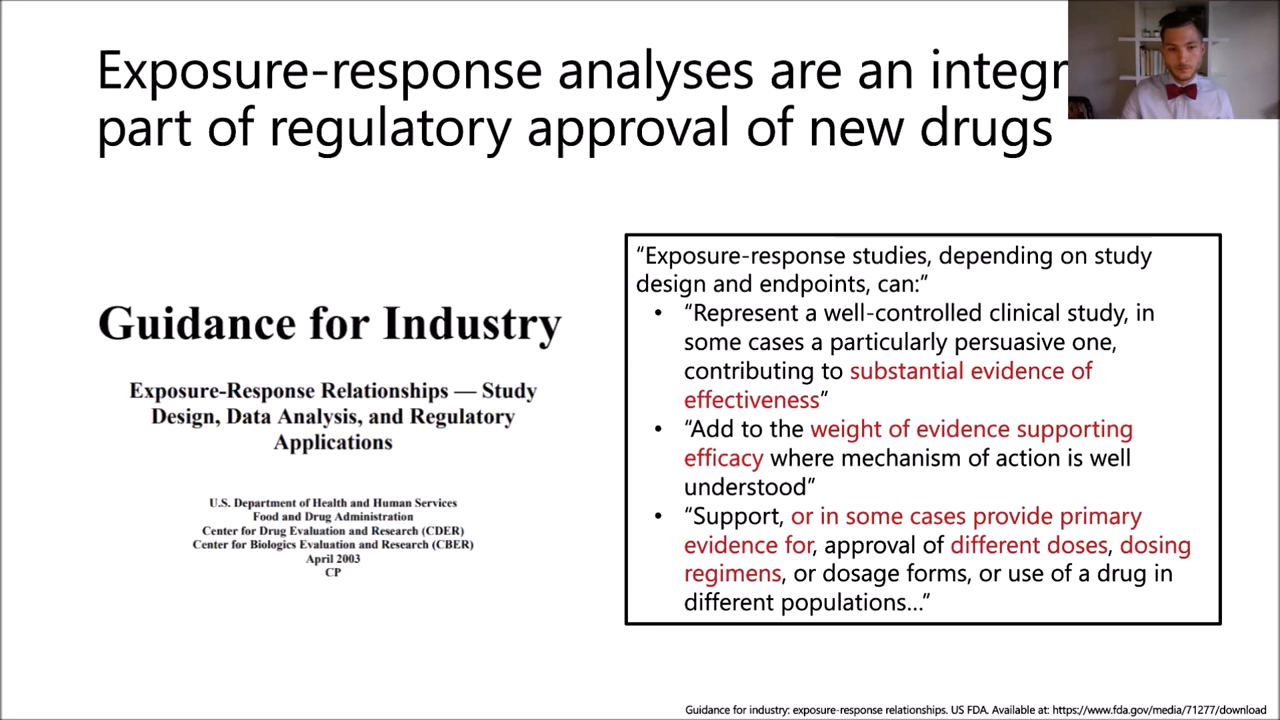 Exposure-response analyses are an integr
part of regulatory approval of new drugs
Guidance for Industry
Exposure-Response Relationships — Study
Design, Data Analysis, and Regulatory
Applications
U.S. Department of Health and Human Services
Food and Drug Administration
Center for Drug Evaluation and Research (CDER)
Center for Biologics Evaluation and Research (CBER)
April 2003
CP
“Exposure-response studies, depending on study
design and endpoints, can:”
• “Represent a well-controlled clinical study, in
some cases a particularly persuasive one,
contributing to substantial evidence of
effectiveness”
• “Add to the weight of evidence supporting
efficacy where mechanism of action is well
understood”
• “Support, or in some cases provide primary
evidence for, approval of different doses, dosing
regimens, or dosage forms, or use of a drug in
different populations…”
Guidance for industry: exposure-response relationships. US FDA. Available at: https://www.fda.gov/media/71277/download